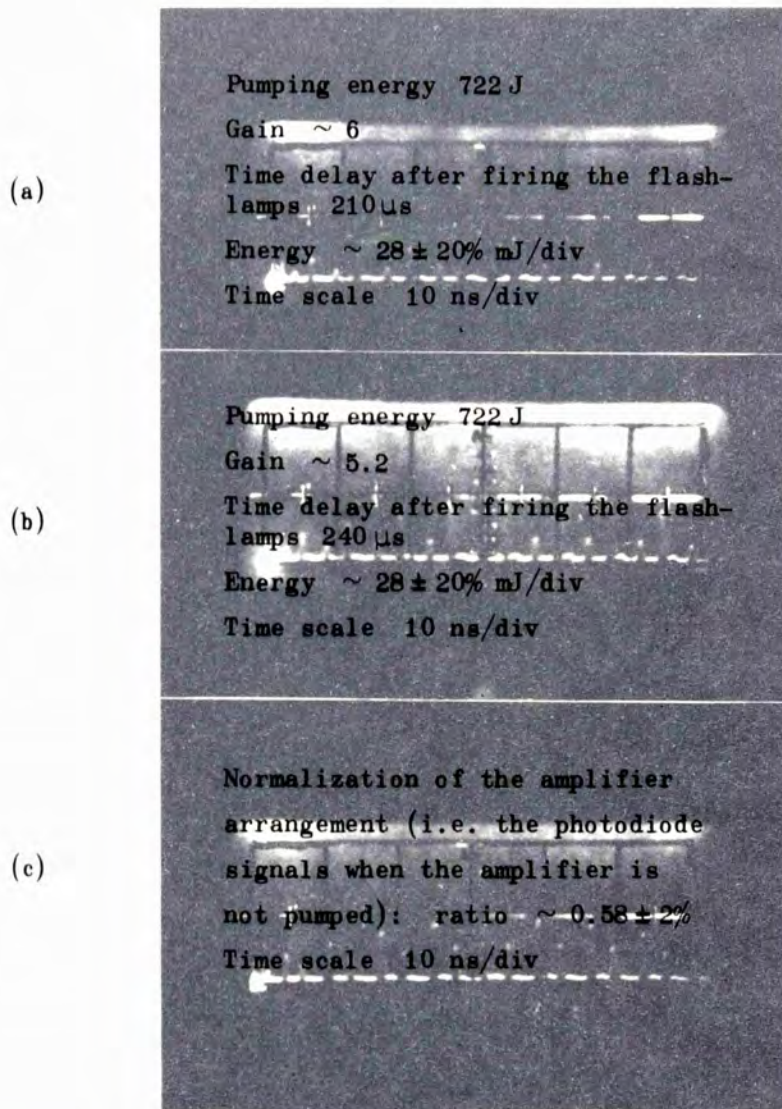 (a)
Pumping energy 722 J
Gain ~ 6
Time delay after firing the flash-
lamps 210 μs
Energy ~ 28 ± 20% mJ/div
Time scale 10 ns/div
(b)
Pumping energy 722 J
Gain ~ 5.2
Time delay after firing the flash-
lamps 240 μs
Energy ~ 28 ± 20% mJ/div
Time scale 10 ns/div
(c)
Normalization of the amplifier
arrangement (i.e. the photodiode
signals when the amplifier is
not pumped): ratio ~ 0.58 ± 2%
Time scale 10 ns/div